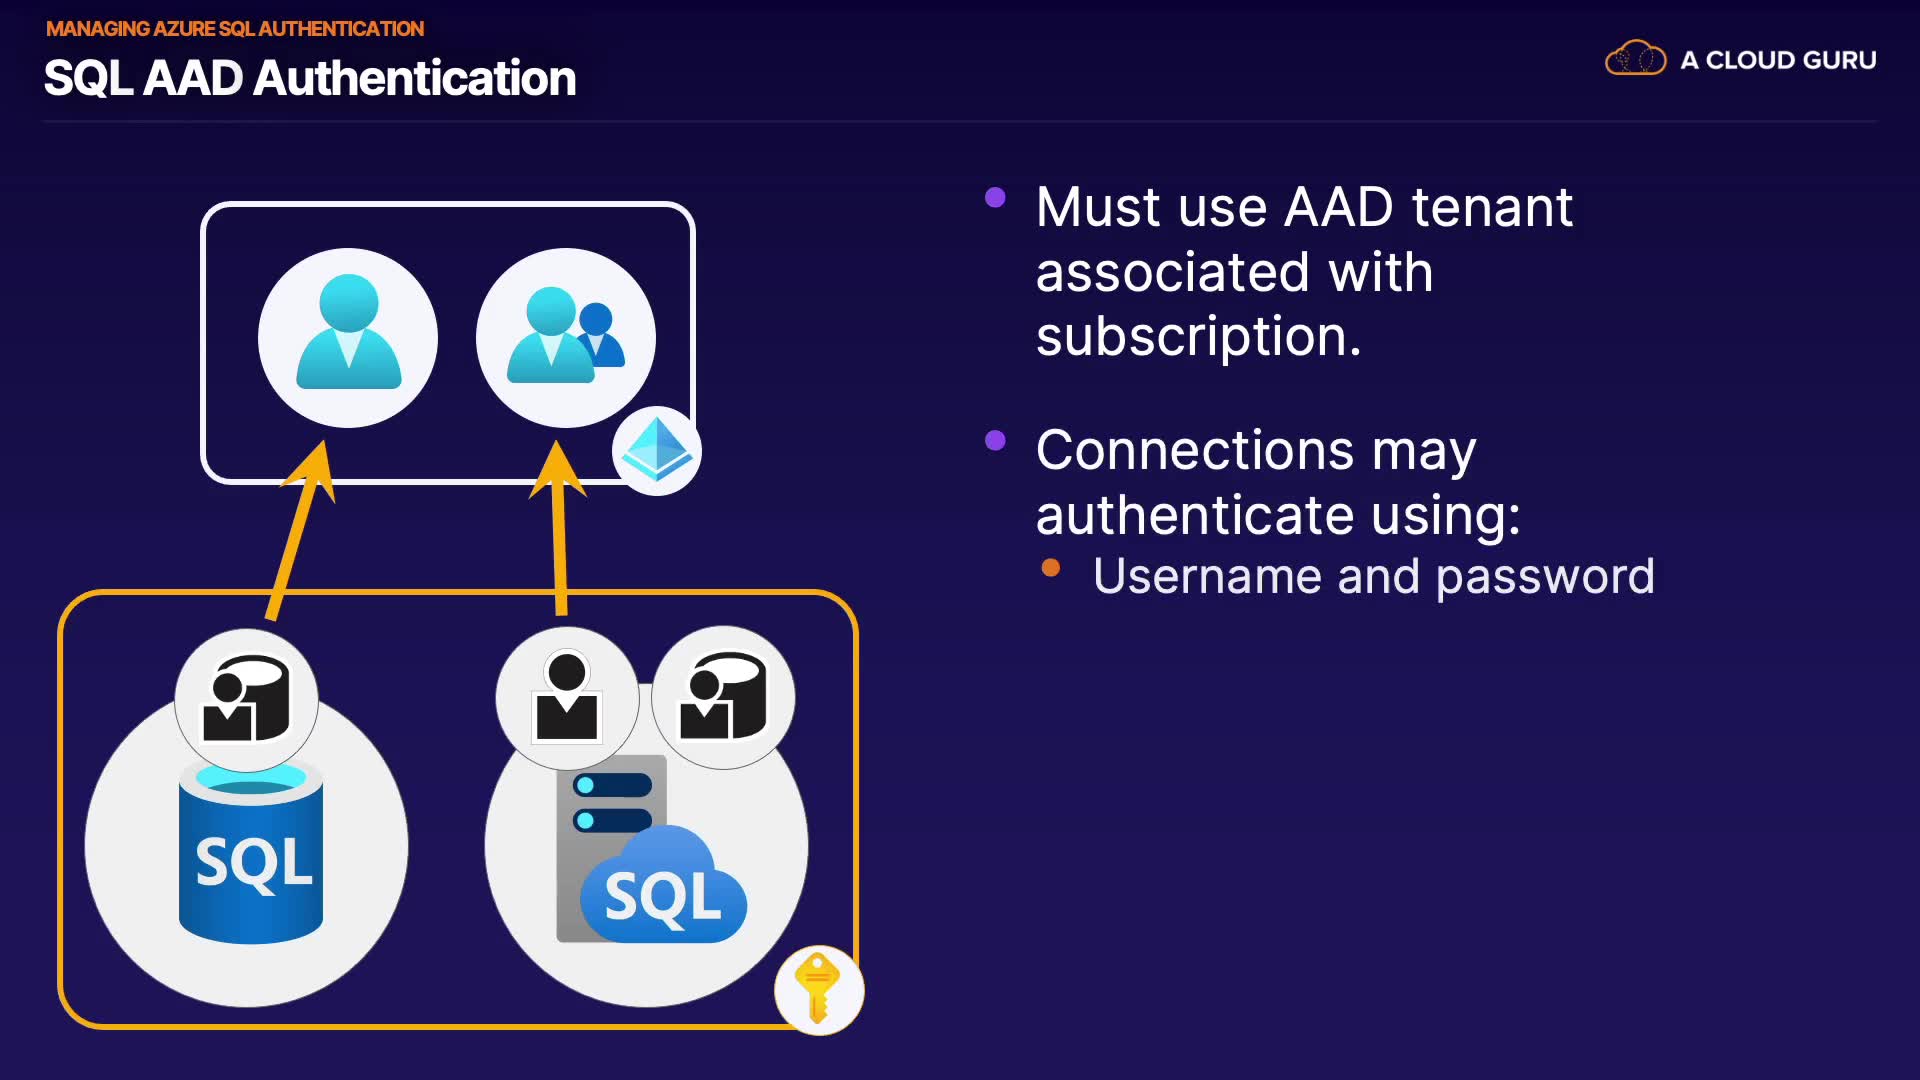 MANAGING AZURE SQL AUTHENTICATION
SQL AAD Authentication
A CLOUD GURU
Must use AAD tenant
associated with
subscription.
Connections may
authenticate using:
Username and password
SQL
SQL